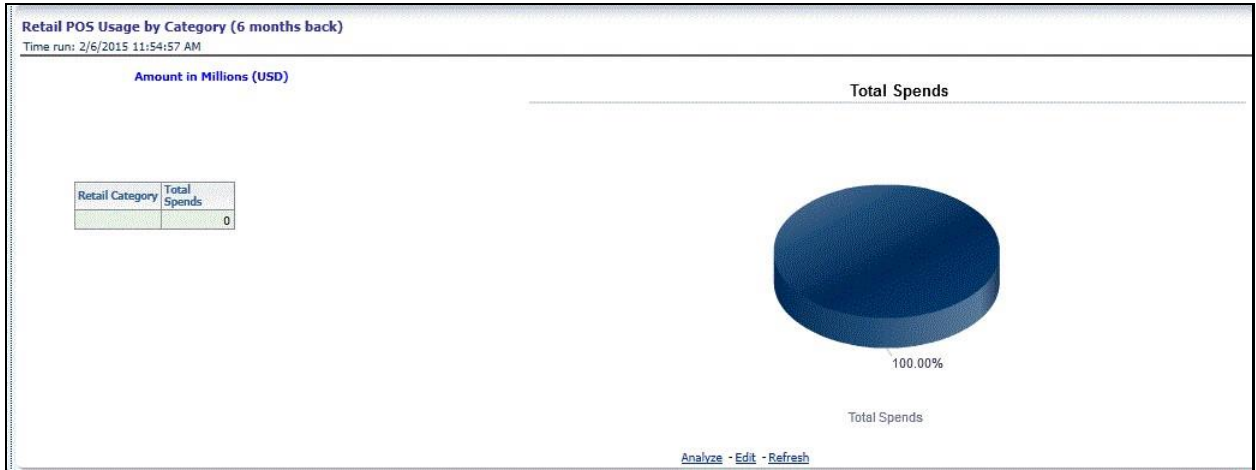 Retail POS Usage by Category (6 months back)
Time run: 2/6/2015 11:54:57 AM
Amount in Millions (USD)
Retail Category Total Spends
0
Total Spends
100.00%
Total Spends
Analyze - Edit - Refresh